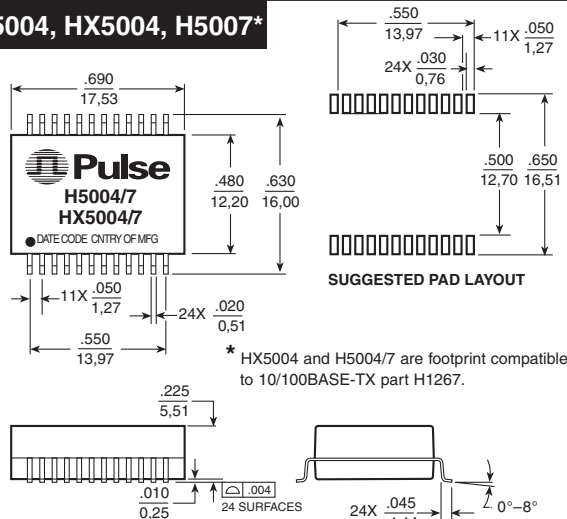 5004, HX5004, H5007*
.690
17,53
Pulse
H5004/7
HX5004/7
DATE CODE CNTRY OF MFG
.480
12,20
.630
16,00
11X .050
1,27
24X .020
0,51
.550
13,97
.550
13,97
11X .050
1,27
24X .030
0,76
.500
12,70
.650
16,51
SUGGESTED PAD LAYOUT
* HX5004 and H5004/7 are footprint compatible
to 10/100BASE-TX part H1267.
.225
5,51
.010
0,25
.004
24 SURFACES
24X .045
0°–8°